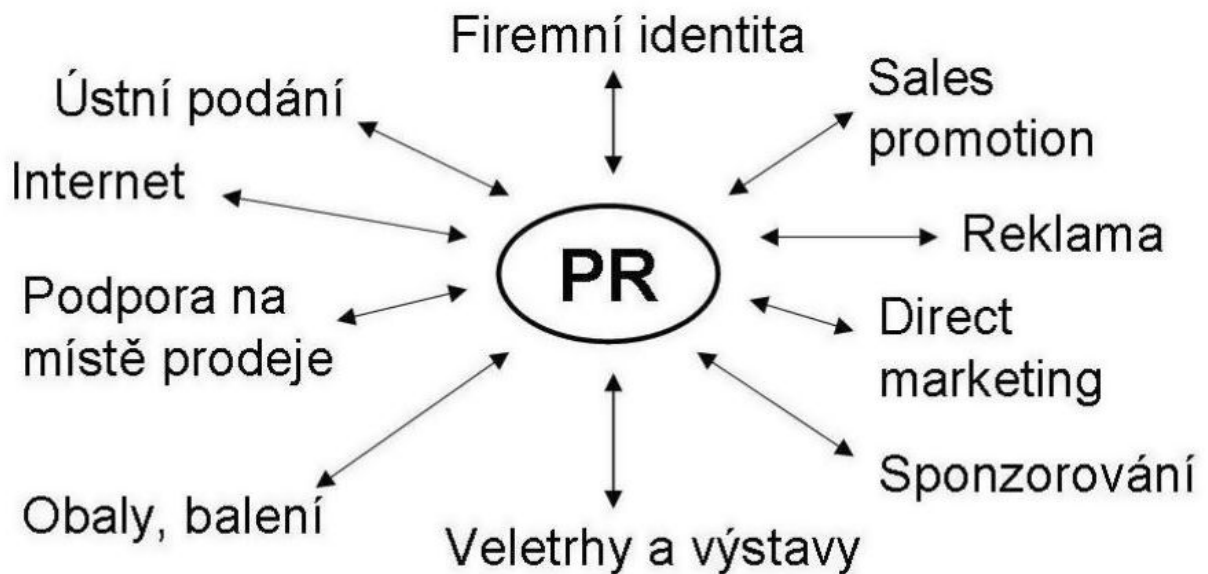 Firemní identita
Ústní podání
Sales
promotion
Internet
Reklama
PR
Podpora na
místě prodeje
Direct
marketing
Sponzorování
Obaly, balení
Veletrhy a výstavy